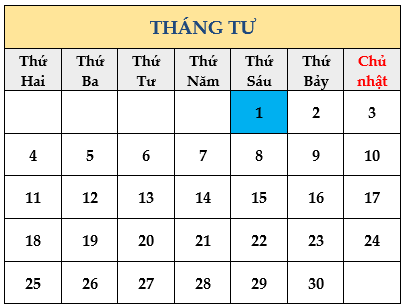 THÁNG TƯ
Thứ Hai Thứ Ba Thứ Tư Thứ Năm Thứ Sáu Thứ Bảy Chủ nhật
1 2 3
4 5 6 7 8 9 10
11 12 13 14 15 16 17
18 19 20 21 22 23 24
25 26 27 28 29 30